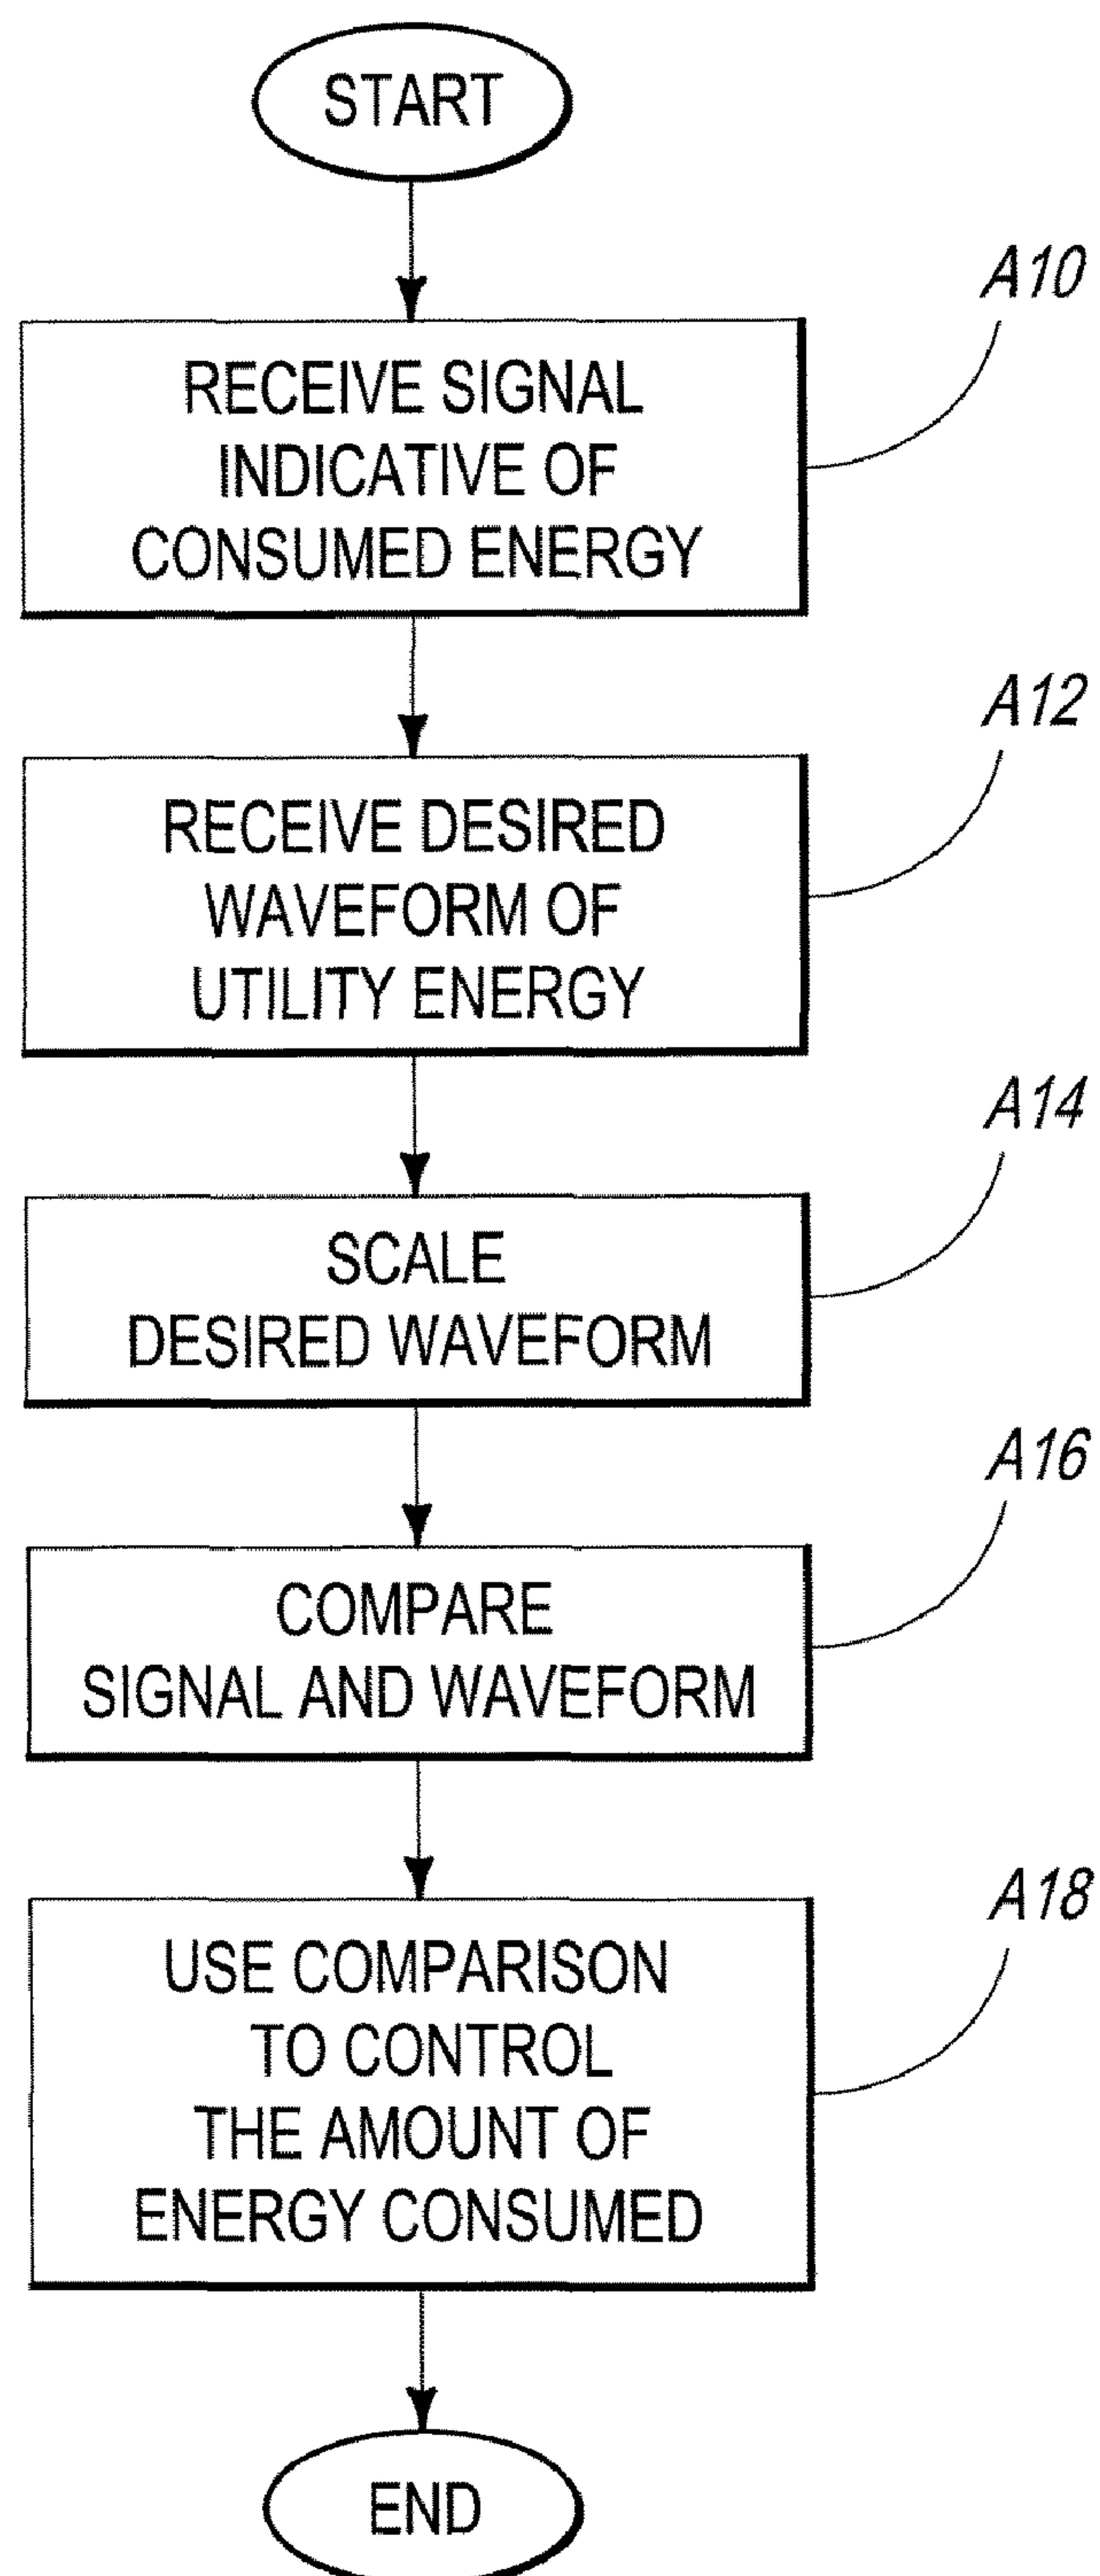 START
A10
RECEIVE SIGNAL
INDICATIVE OF
CONSUMED ENERGY
A12
RECEIVE DESIRED
WAVEFORM OF
UTILITY ENERGY
A14
SCALE
DESIRED WAVEFORM
A16
COMPARE
SIGNAL AND WAVEFORM
A18
USE COMPARISON
TO CONTROL
THE AMOUNT OF
ENERGY CONSUMED
END